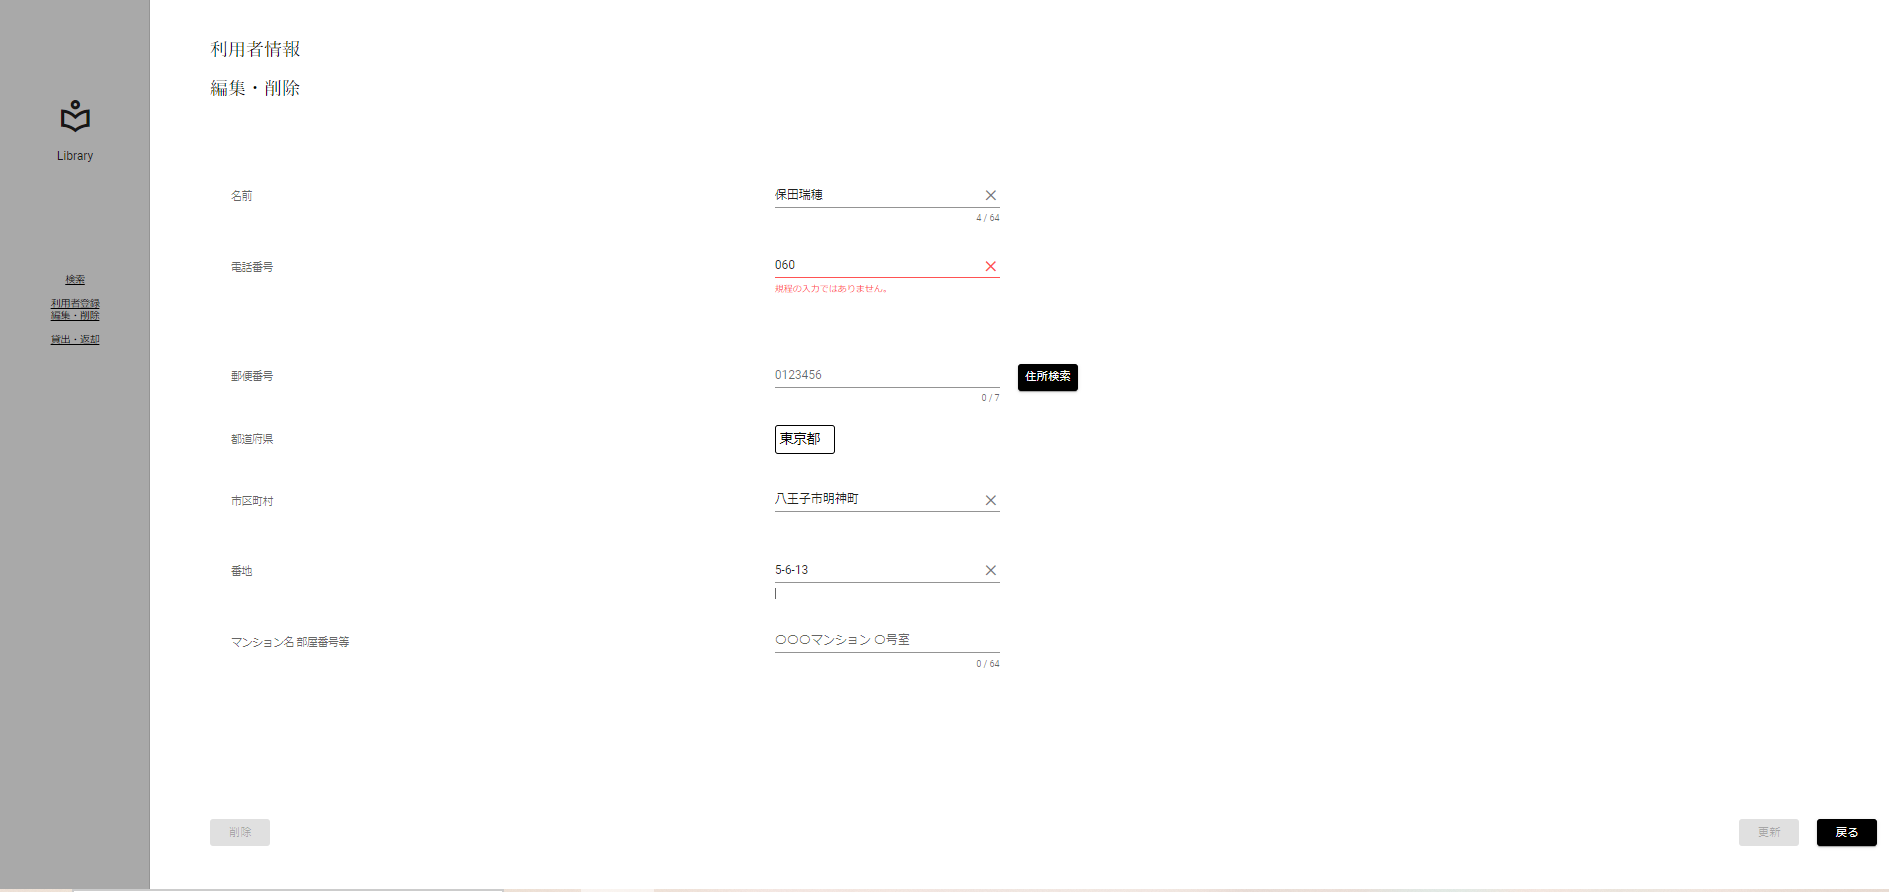 Library
検索
利用者登録
編集・削除
貸出・返却
利用者情報
編集・削除
名前
保田瑞穂
4 / 64
電話番号
060
規程の入力ではありません。
郵便番号
0123456
住所検索
0 / 7
都道府県
東京都
市区町村
八王子市明神町
番地
5-6-13
マンション名 部屋番号等
〇〇〇マンション 〇号室
0 / 64
削除
更新
戻る